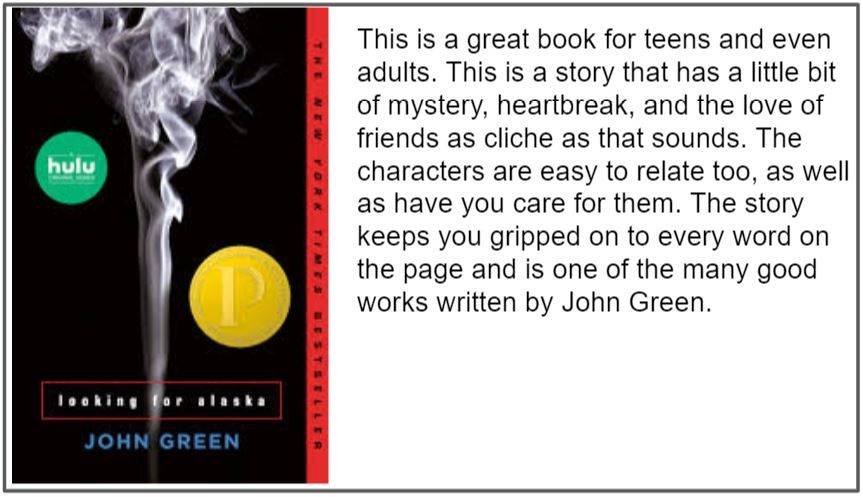 THE NEW YORK TIMES BESTSELLER
hulu
P
looking for alaska
JOHN GREEN
This is a great book for teens and even
adults. This is a story that has a little bit
of mystery, heartbreak, and the love of
friends as cliche as that sounds. The
characters are easy to relate too, as well
as have you care for them. The story
keeps you gripped on to every word on
the page and is one of the many good
works written by John Green.